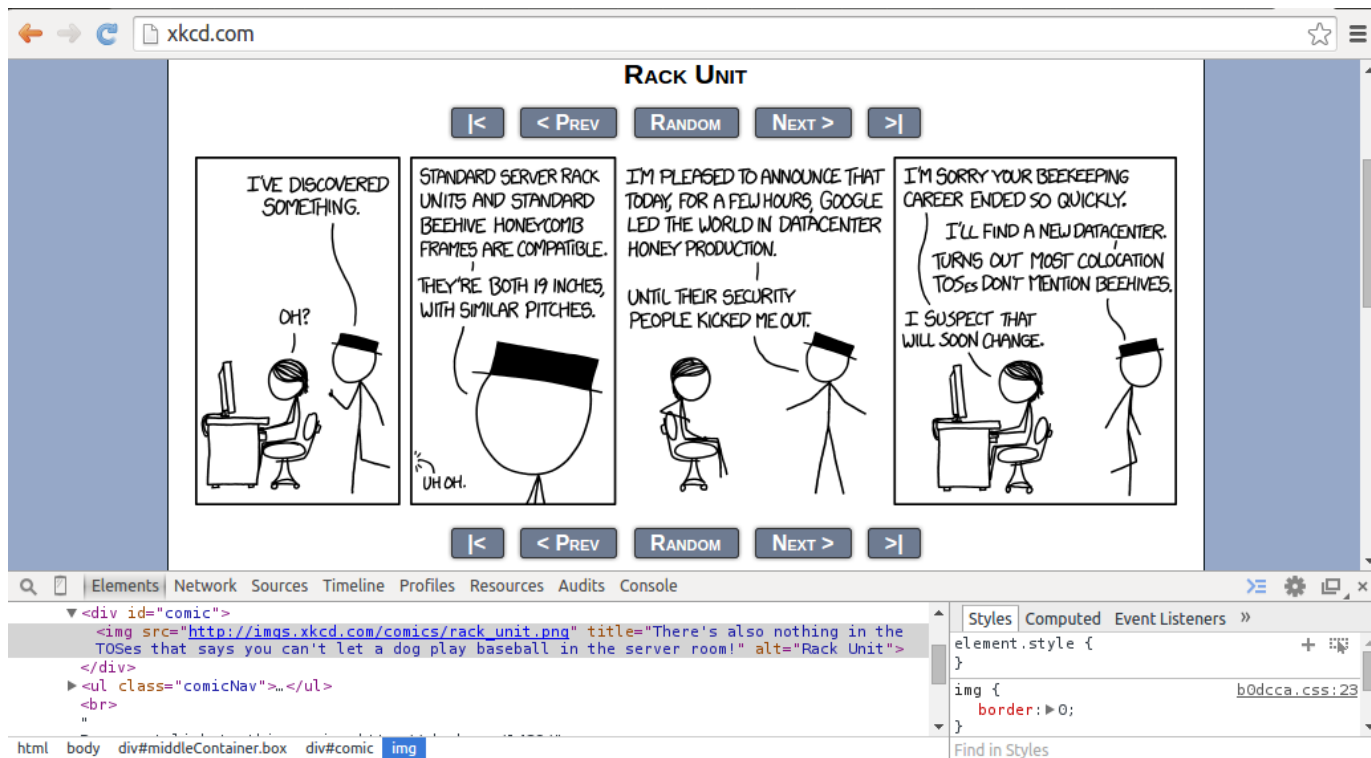 xkcd.com
RACK UNIT
|< < PREV RANDOM NEXT > >|
I'VE DISCOVERED
SOMETHING.
OH?
STANDARD SERVER RACK
UNITS AND STANDARD
BEEHIVE HONEYCOMB
FRAMES ARE COMPATIBLE.
THEY'RE BOTH 19 INCHES,
WITH SIMILAR PITCHES.
UH OH.
I'M PLEASED TO ANNOUNCE THAT
TODAY, FOR A FEW HOURS, GOOGLE
LED THE WORLD IN DATACENTER
HONEY PRODUCTION.
UNTIL THEIR SECURITY
PEOPLE KICKED ME OUT.
I'M SORRY YOUR BEEKEEPING
CAREER ENDED SO QUICKLY.
I'LL FIND A NEW DATACENTER.
TURNS OUT MOST COLOCATION
TOSes DON'T MENTION BEEHIVES.
I SUSPECT THAT
WILL SOON CHANGE.
|< < PREV RANDOM NEXT > >|
Elements Network Sources Timeline Profiles Resources Audits Console
▼<div id="comic">
<img src="http://imgs.xkcd.com/comics/rack_unit.png" title="There's also nothing in the
TOSes that says you can't let a dog play baseball in the server room!" alt="Rack Unit">
</div>
▶<ul class="comicNav">…</ul>
<br>
"
html body div#middleContainer.box div#comic img
Styles Computed Event Listeners »
element.style {
}
img { b0dcca.css:23
border:▶0;
}
Find in Styles